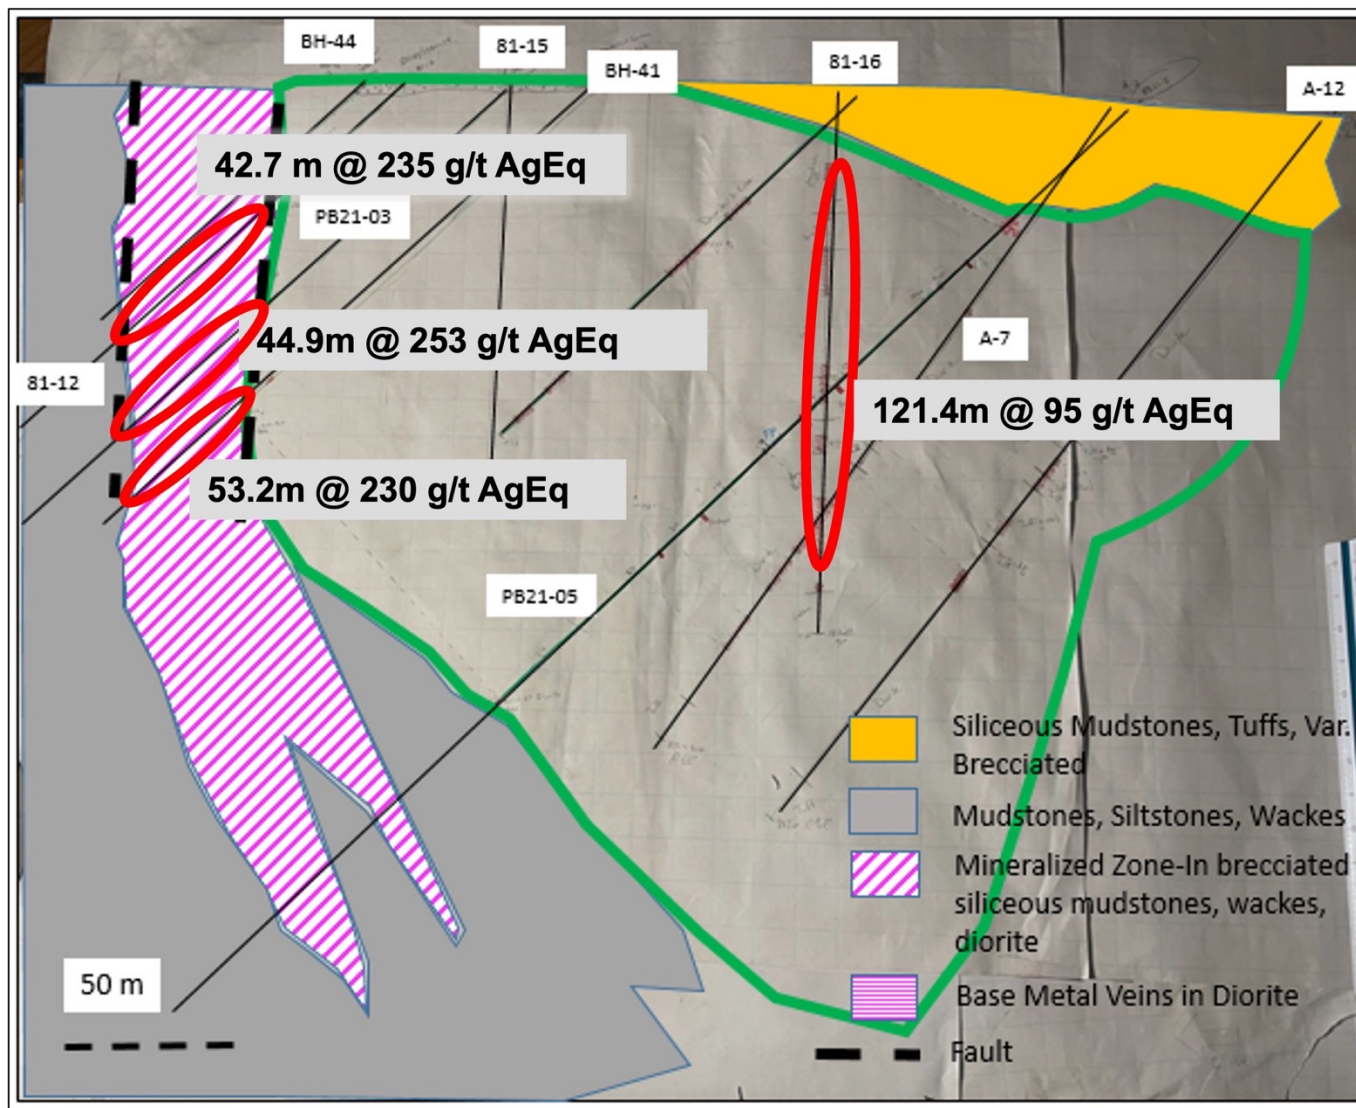 BH-44
81-15
BH-41
81-16
A-12
42.7 m @ 235 g/t AgEq
PB21-03
44.9m @ 253 g/t AgEq
A-7
81-12
121.4m @ 95 g/t AgEq
53.2m @ 230 g/t AgEq
PB21-05
Siliceous Mudstones, Tuffs, Var.
Brecciated
Mudstones, Siltstones, Wackes
Mineralized Zone-In brecciated
siliceous mudstones, wackes,
diorite
50 m
Base Metal Veins in Diorite
Fault